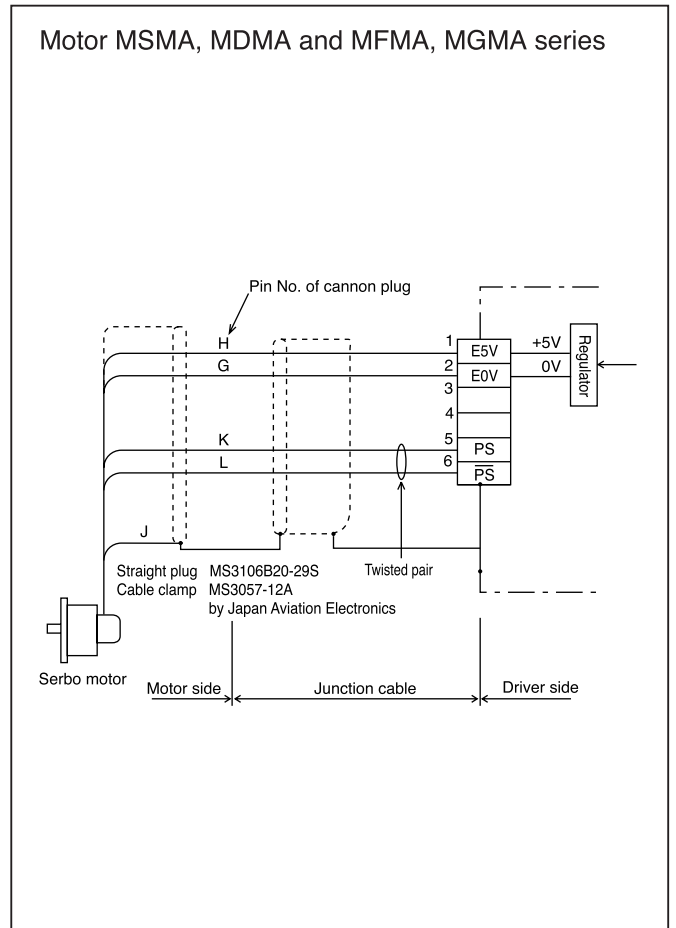 Motor MSMA, MDMA and MFMA, MGMA series
Pin No. of cannon plug
H
G
K
L
J
1
2
3
4
5
6
E5V
E0V
PS
P̅S̅
+5V
0V
Regulator
Straight plug MS3106B20-29S
Cable clamp MS3057-12A
by Japan Aviation Electronics
Twisted pair
Serbo motor
Motor side
Junction cable
Driver side